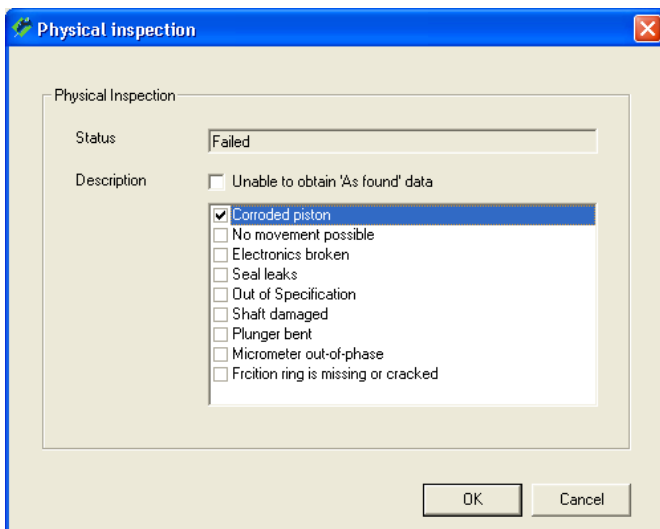 Physical inspection
Physical Inspection
Status
Failed
Description
Unable to obtain 'As found' data
Corroded piston
No movement possible
Electronics broken
Seal leaks
Out of Specification
Shaft damaged
Plunger bent
Micrometer out-of-phase
Frcition ring is missing or cracked
OK
Cancel